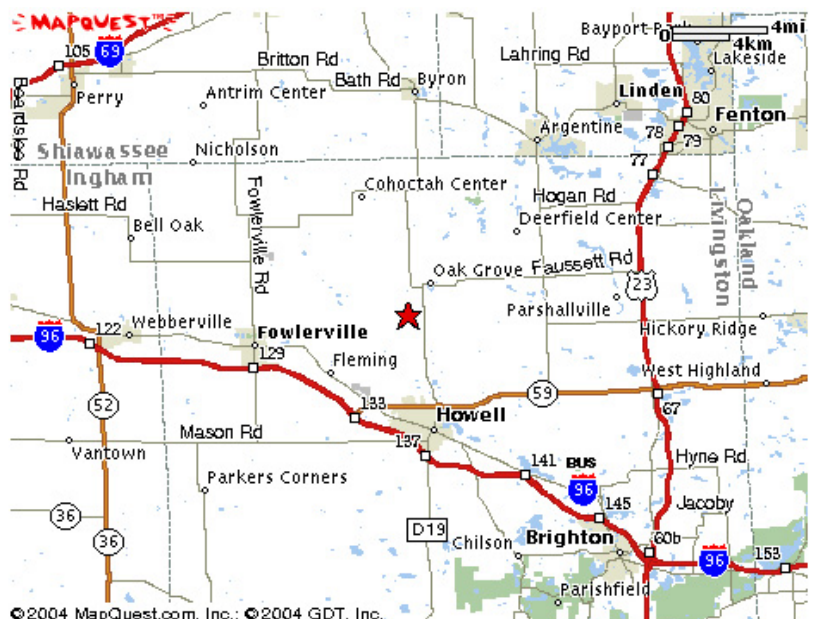 MAPQUEST™
105
69
Britton Rd
Lahring Rd
Bayport Park
0
4mi
4km
Lakeside
Beardslee Rd
Perry
Antrim Center
Bath Rd
Byron
Linden
80
Fenton
Argentine
78
79
77
Shiawassee
Ingham
Nicholson
Cohoctah Center
Hogan Rd
Haslett Rd
Bell Oak
Fowlerville Rd
Deerfield Center
Livingston
Oakland
Oak Grove
Faussett Rd
23
Parshallville
Hickory Ridge
96
122
Webberville
Fowlerville
129
Fleming
West Highland
52
133
59
67
Howell
Mason Rd
137
Vantown
Parkers Corners
141
BUS
96
Hyne Rd
Jacoby
145
36
36
D19
Chilson
Brighton
60b
96
153
Parishfield
©2004 MapQuest.com, Inc.; ©2004 GDT, Inc.